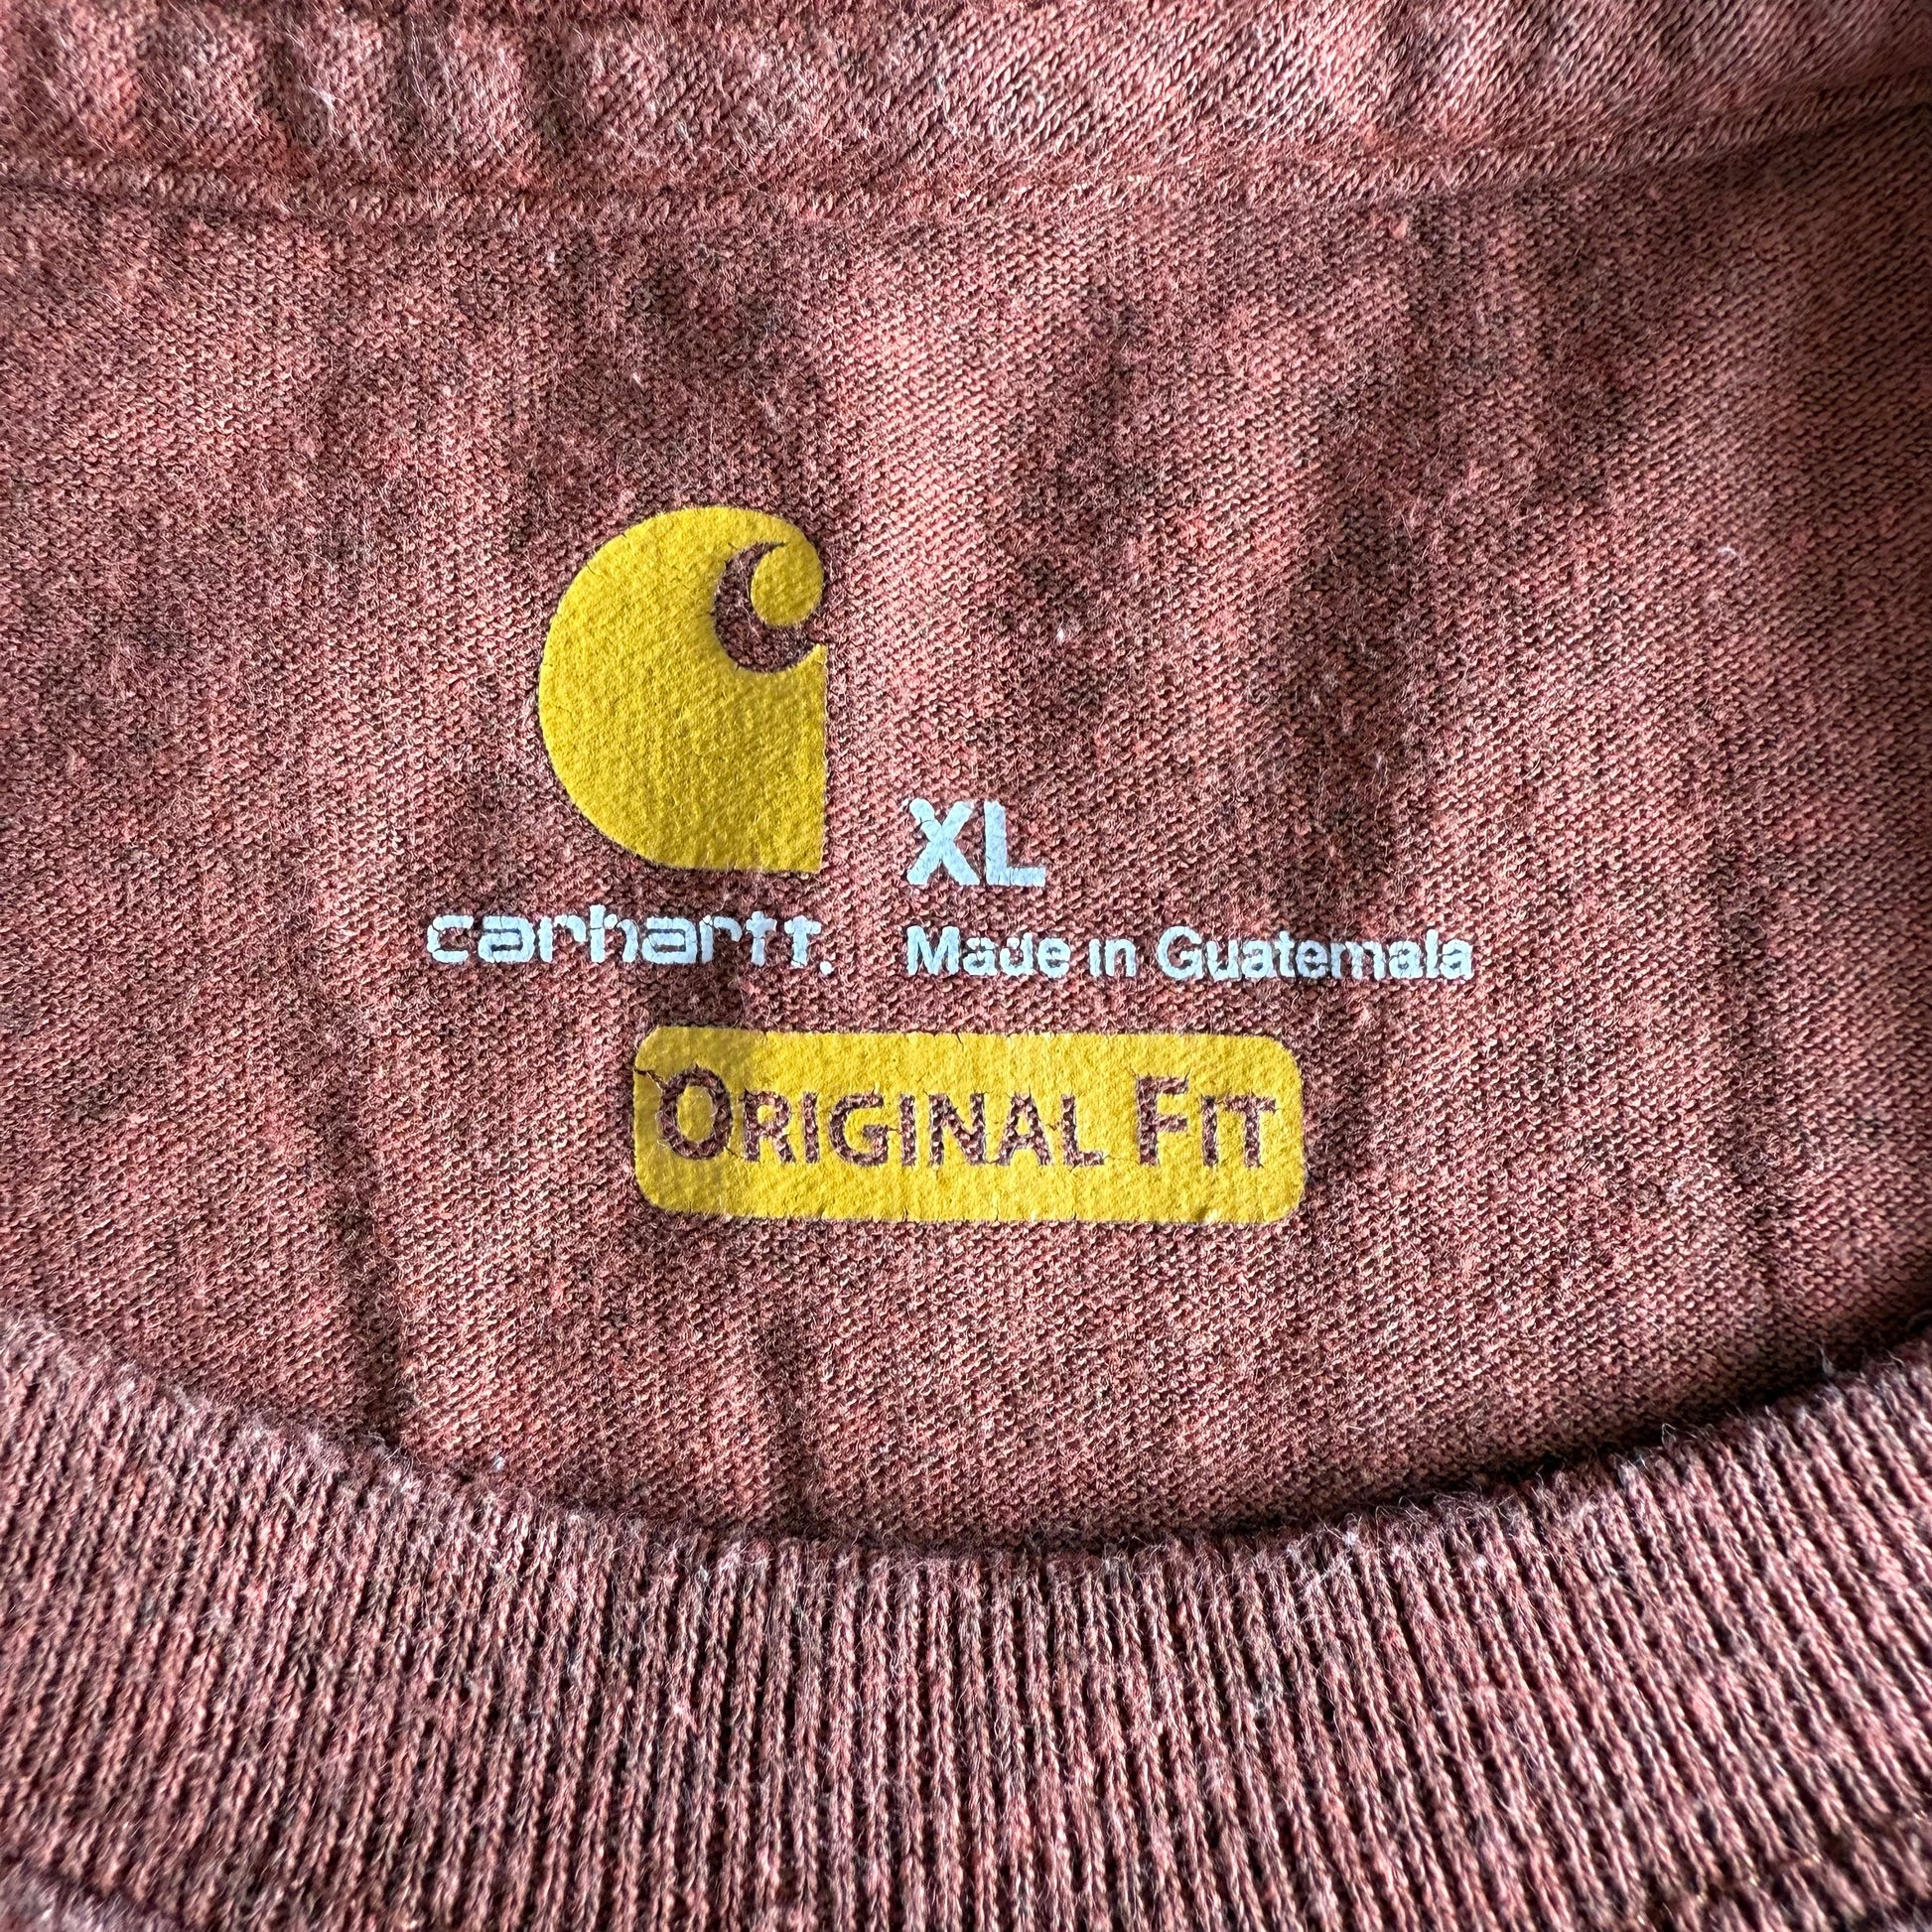 XL
carhartt.
Made in Guatemala
ORIGINAL FIT